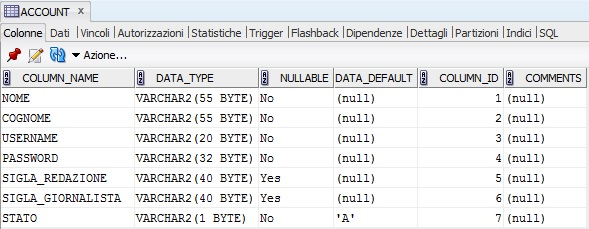 ACCOUNT x
Colonne Dati Vincoli Autorizzazioni Statistiche Trigger Flashback Dipendenze Dettagli Partizioni Indici SQL
Azione...
COLUMN_NAME DATA_TYPE NULLABLE DATA_DEFAULT COLUMN_ID COMMENTS
NOME VARCHAR2(55 BYTE) No (null) 1 (null)
COGNOME VARCHAR2(55 BYTE) No (null) 2 (null)
USERNAME VARCHAR2(20 BYTE) No (null) 3 (null)
PASSWORD VARCHAR2(32 BYTE) No (null) 4 (null)
SIGLA_REDAZIONE VARCHAR2(40 BYTE) Yes (null) 5 (null)
SIGLA_GIORNALISTA VARCHAR2(40 BYTE) Yes (null) 6 (null)
STATO VARCHAR2(1 BYTE) No 'A' 7 (null)